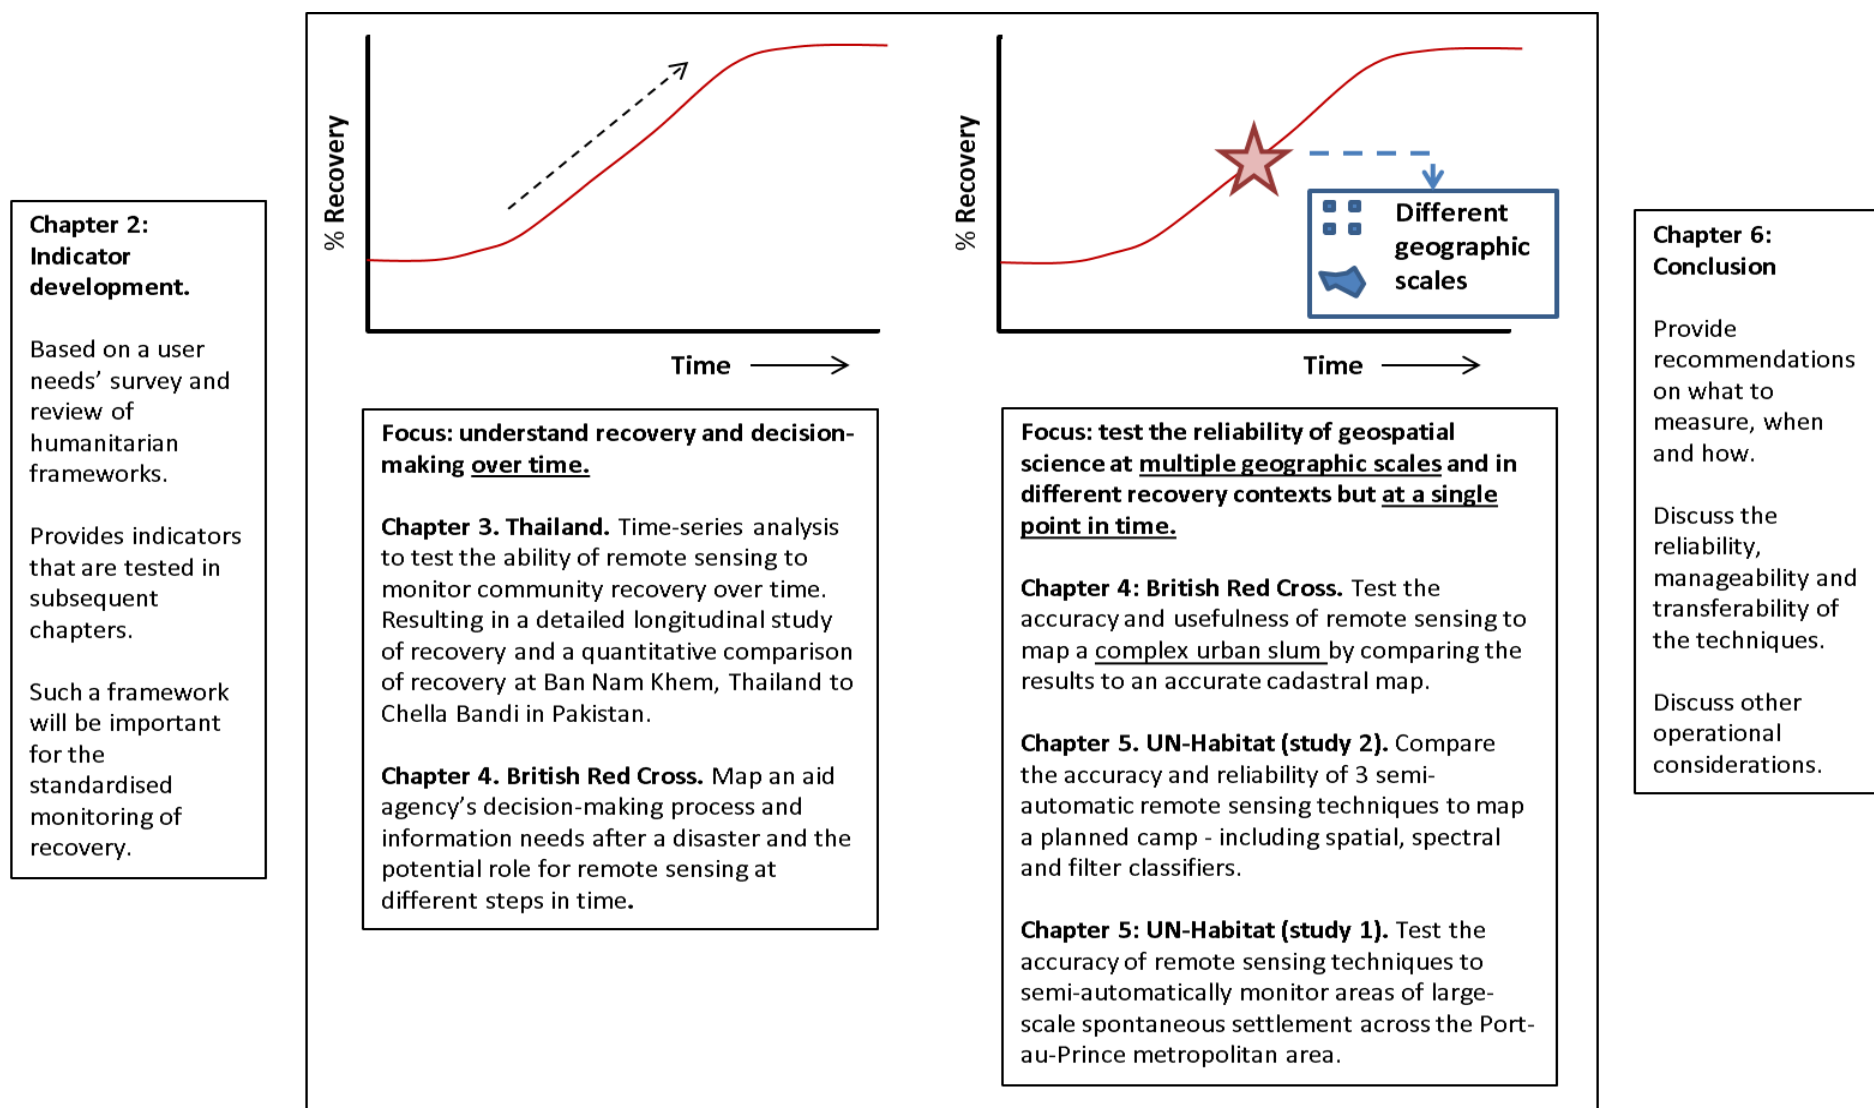 Chapter 2:
Indicator
development.
Based on a user
needs’ survey and
review of
humanitarian
frameworks.
Provides indicators
that are tested in
subsequent
chapters.
Such a framework
will be important
for the
standardised
monitoring of
recovery.
% Recovery
Time
Focus: understand recovery and decision-
making over time.
Chapter 3. Thailand. Time-series analysis
to test the ability of remote sensing to
monitor community recovery over time.
Resulting in a detailed longitudinal study
of recovery and a quantitative comparison
of recovery at Ban Nam Khem, Thailand to
Chella Bandi in Pakistan.
Chapter 4. British Red Cross. Map an aid
agency’s decision-making process and
information needs after a disaster and the
potential role for remote sensing at
different steps in time.
% Recovery
Different
geographic
scales
Time
Focus: test the reliability of geospatial
science at multiple geographic scales and in
different recovery contexts but at a single
point in time.
Chapter 4: British Red Cross. Test the
accuracy and usefulness of remote sensing to
map a complex urban slum by comparing the
results to an accurate cadastral map.
Chapter 5. UN-Habitat (study 2). Compare
the accuracy and reliability of 3 semi-
automatic remote sensing techniques to map
a planned camp - including spatial, spectral
and filter classifiers.
Chapter 5: UN-Habitat (study 1). Test the
accuracy of remote sensing techniques to
semi-automatically monitor areas of large-
scale spontaneous settlement across the Port-
au-Prince metropolitan area.
Chapter 6:
Conclusion
Provide
recommendations
on what to
measure, when
and how.
Discuss the
reliability,
manageability and
transferability of
the techniques.
Discuss other
operational
considerations.